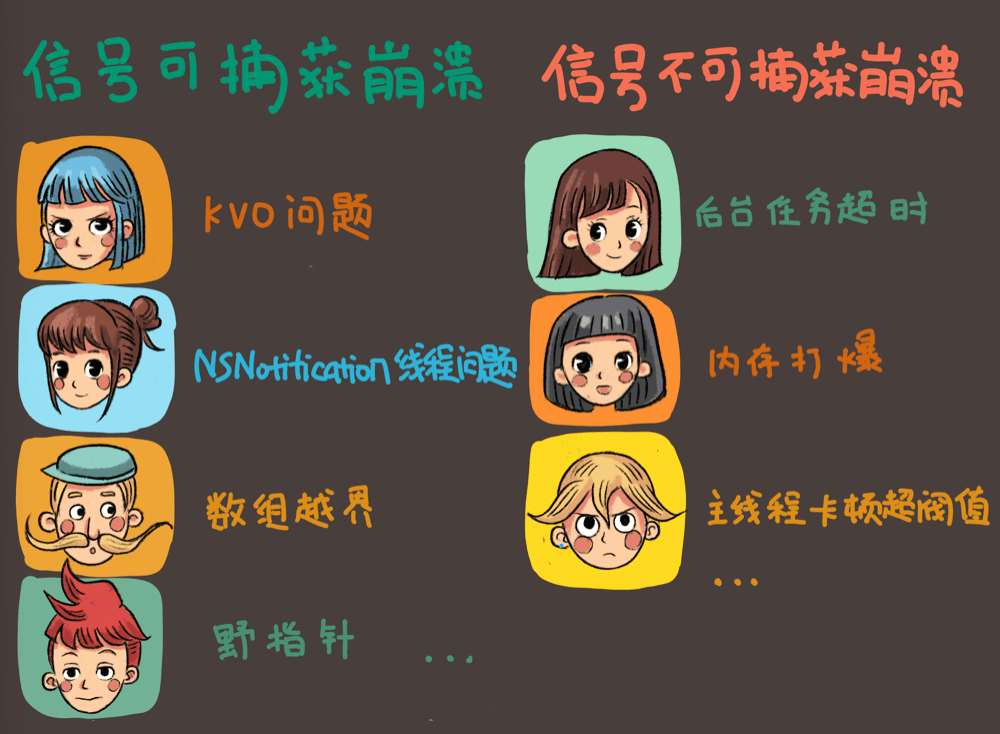 信号可捕获崩溃
KVO问题
NSNotification线程问题
数组越界
野指针
...
信号不可捕获崩溃
后台任务超时
内存打爆
主线程卡顿超阀值
...